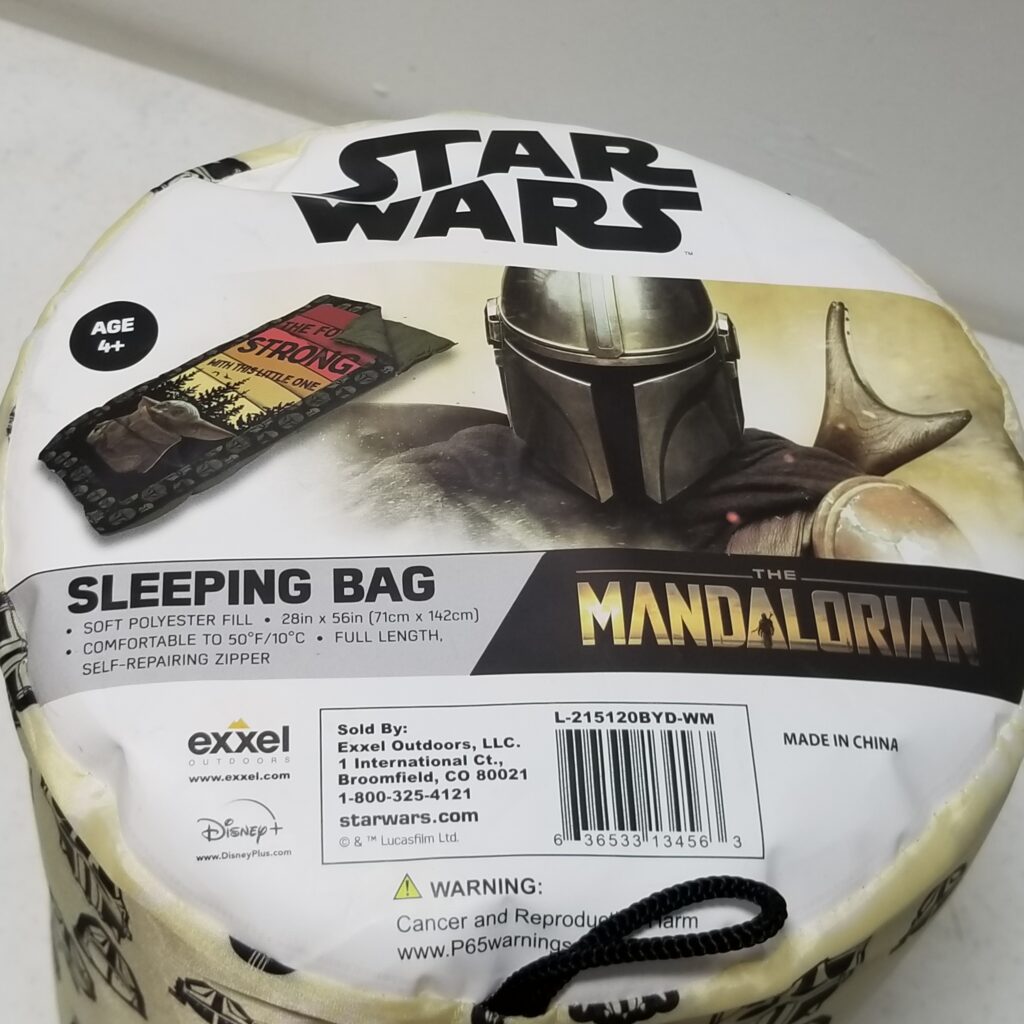 STAR
WARS
™
AGE
4+
THE FO
STRONG
WITH THIS LITTLE ONE
SLEEPING BAG
• SOFT POLYESTER FILL • 28in x 56in (71cm x 142cm)
• COMFORTABLE TO 50°F/10°C • FULL LENGTH,
SELF-REPAIRING ZIPPER
THE
MANDALORIAN
exxel
OUTDOORS
www.exxel.com
Disney+
www.DisneyPlus.com
Sold By:
Exxel Outdoors, LLC.
1 International Ct.,
Broomfield, CO 80021
1-800-325-4121
starwars.com
© & ™ Lucasfilm Ltd.
L-215120BYD-WM
6 36533 13456 3
MADE IN CHINA
WARNING:
Cancer and Reproduc Harm
www.P65warnings